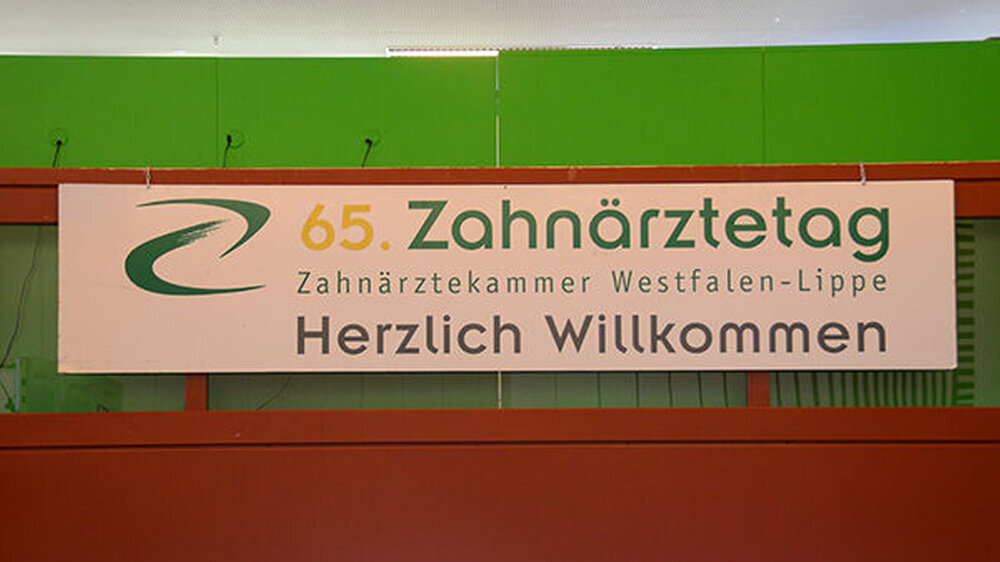 65. Zahnärztetag
Zahnärztekammer Westfalen-Lippe
Herzlich Willkommen